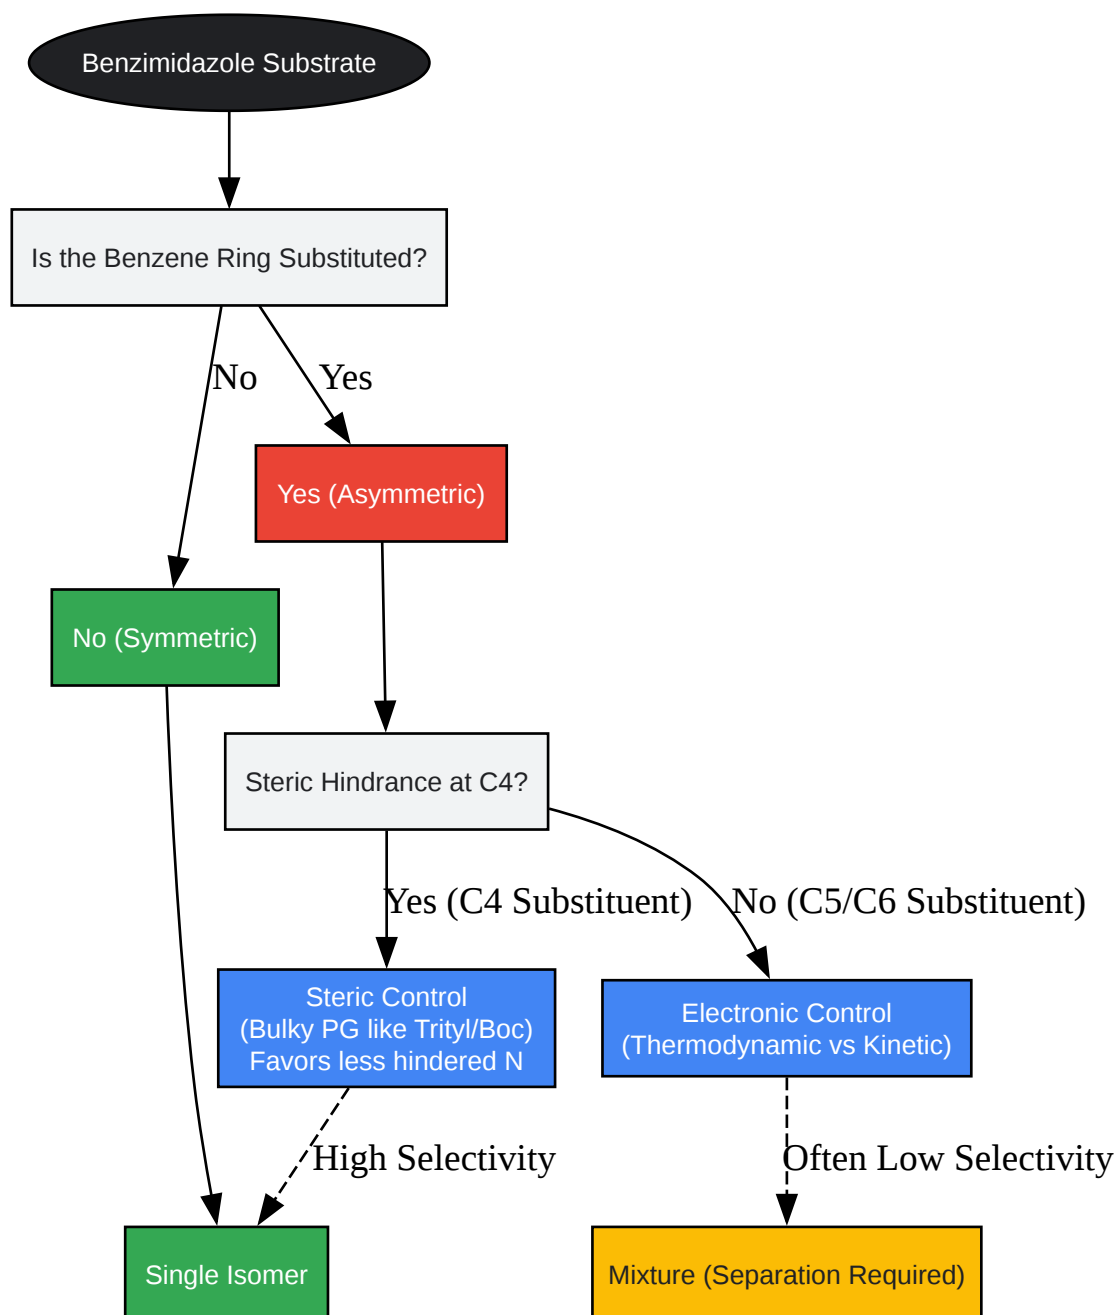 Benzimidazole Substrate
Is the Benzene Ring Substituted?
No
Yes
Yes (Asymmetric)
No (Symmetric)
Steric Hindrance at C4?
Yes (C4 Substituent)
No (C5/C6 Substituent)
Steric Control
(Bulky PG like Trityl/Boc)
Favors less hindered N
Electronic Control
(Thermodynamic vs Kinetic)
High Selectivity
Often Low Selectivity
Single Isomer
Mixture (Separation Required)